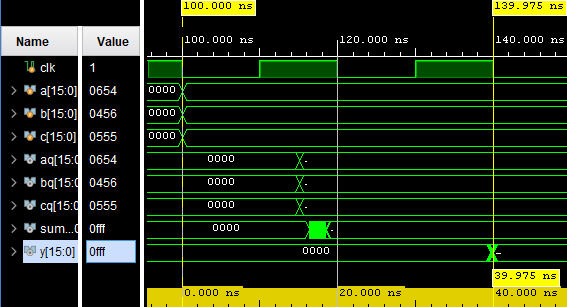 100.000 ns 139.975 ns
Name Value
100.000 ns 120.000 ns 140.000 ns
clk 1
a[15:0] 0654 0000
b[15:0] 0456 0000
c[15:0] 0555 0000
aq[15:0] 0654 0000
bq[15:0] 0456 0000
cq[15:0] 0555 0000
sum...0] 0fff 0000
y[15:0] 0fff 0000
39.975 ns
0.000 ns 20.000 ns 40.000 ns